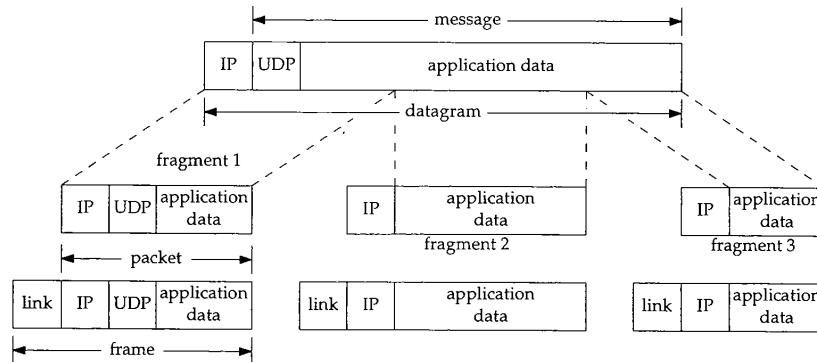 message
IP UDP application data
datagram
fragment 1
IP UDP application
data
IP application
data
fragment 2
IP application
data
fragment 3
packet
link IP UDP application
data
link IP application
data
link IP application
data
frame